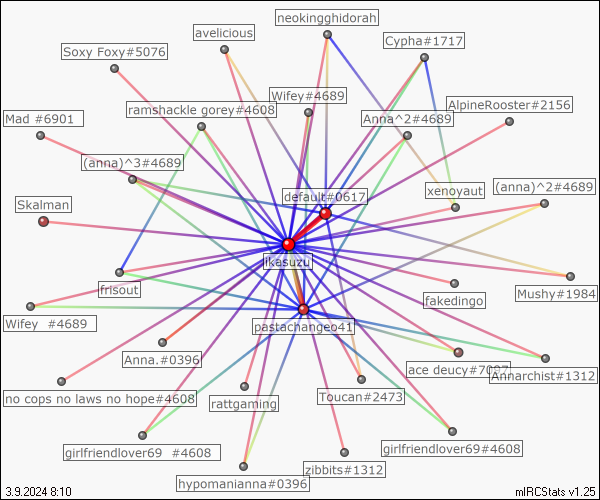 neokingghidorah
avelicious
Cypha#1717
Soxy Foxy#5076
Wifey#4689
AlpineRooster#2156
ramshackle gorey#4608
Mad #6901
Anna^2#4689
(anna)^3#4689
(anna)^2#4689
xenoyaut
default#0617
Skalman
ikasuzu
frisout
fakedingo
Mushy#1984
Wifey  #4689
pastachangeo41
Anna.#0396
ace deucy#7097
Annarchist#1312
no cops no laws no hope#4608
rattgaming
Toucan#2473
girlfriendlover69  #4608
girlfriendlover69#4608
zibbits#1312
hypomanianna#0396
3.9.2024 8:10
mIRCStats v1.25